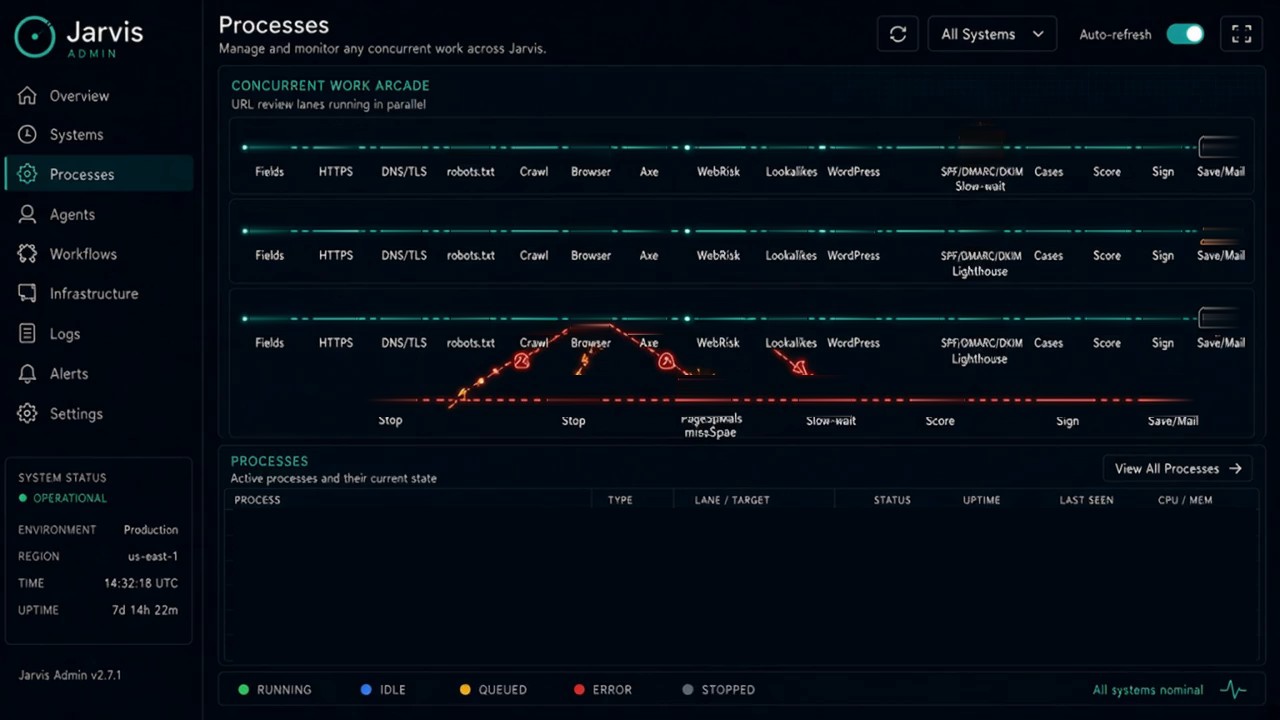 Jarvis
ADMIN
Overview
Systems
Processes
Agents
Workflows
Infrastructure
Logs
Alerts
Settings
SYSTEM STATUS
OPERATIONAL
ENVIRONMENT Production
REGION us-east-1
TIME 14:32:18 UTC
UPTIME 7d 14h 22m
Jarvis Admin v2.7.1
Processes
Manage and monitor any concurrent work across Jarvis.
All Systems
Auto-refresh
CONCURRENT WORK ARCADE
URL review lanes running in parallel
Fields HTTPS DNS/TLS robots.txt Crawl Browser Axe WebRisk Lookalikes WordPress SPF/DMARC/DKIM Cases Score Sign Save/Mail
Slow-wait
Fields HTTPS DNS/TLS robots.txt Crawl Browser Axe WebRisk Lookalikes WordPress SPF/DMARC/DKIM Cases Score Sign Save/Mail
Lighthouse
Fields HTTPS DNS/TLS robots.txt Crawl Browser Axe WebRisk Lookalikes WordPress SPF/DMARC/DKIM Cases Score Sign Save/Mail
Lighthouse
Stop Stop Slow-wait Score Sign Save/Mail
PROCESSES
Active processes and their current state
View All Processes
PROCESS TYPE LANE / TARGET STATUS UPTIME LAST SEEN CPU / MEM
RUNNING IDLE QUEUED ERROR STOPPED
All systems nominal